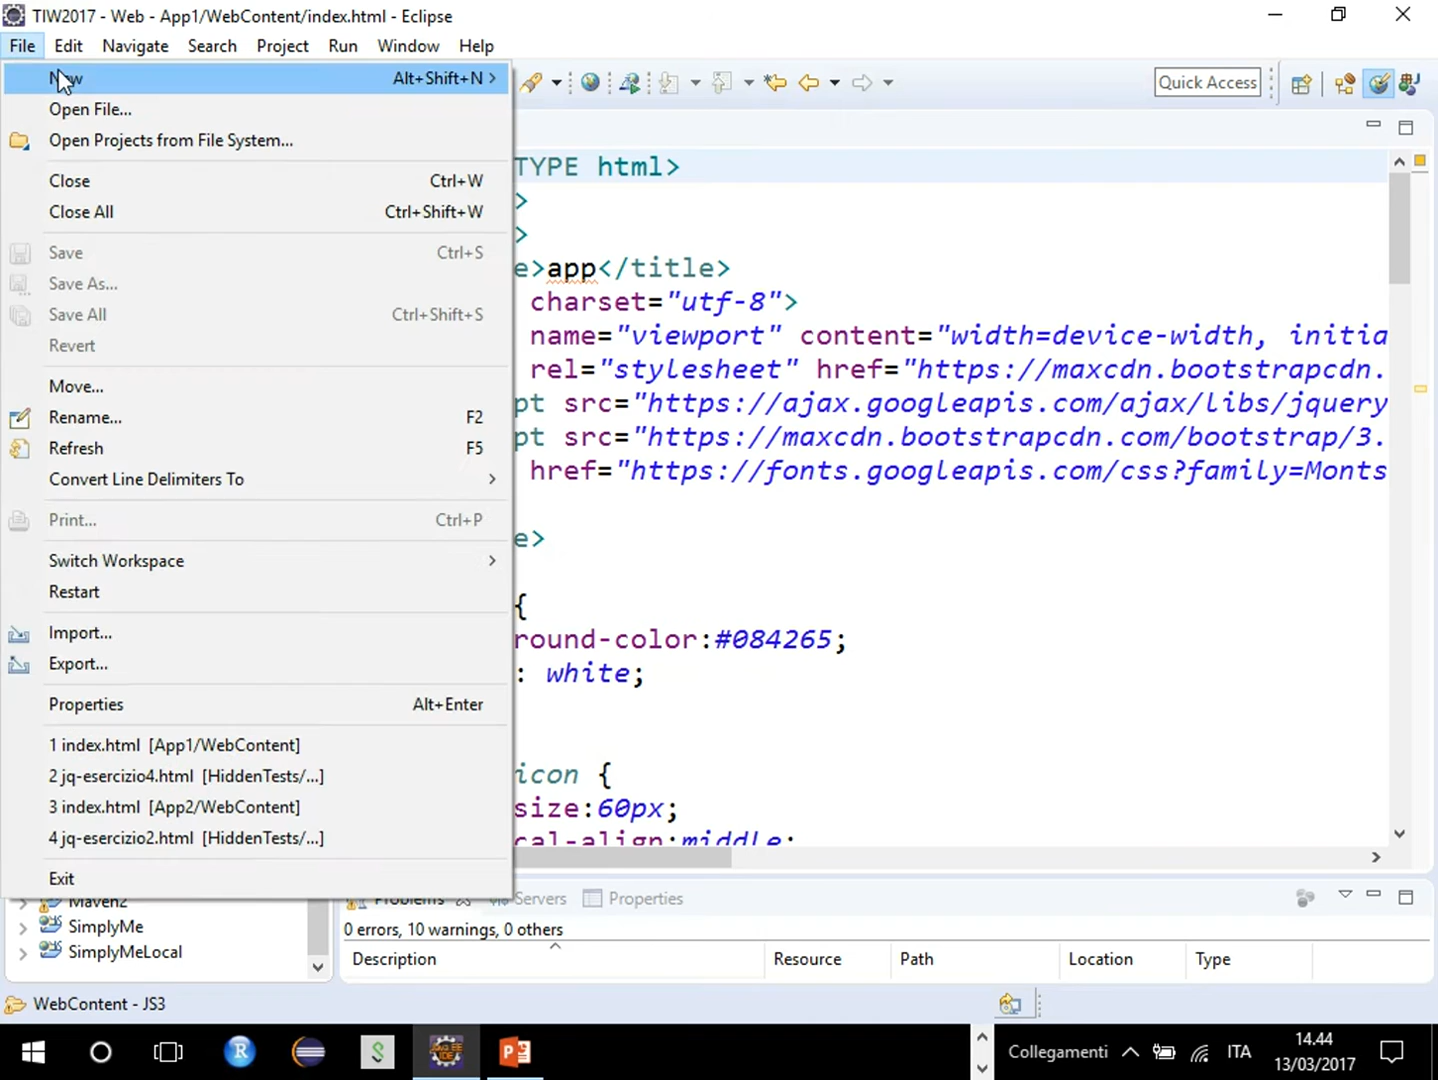 TIW2017 - Web - App1/WebContent/index.html - Eclipse
File Edit Navigate Search Project Run Window Help
New Alt+Shift+N
Quick Access
Open File...
Open Projects from File System...
Close Ctrl+W
Close All Ctrl+Shift+W
Save Ctrl+S
Save As...
Save All Ctrl+Shift+S
Revert
Move...
Rename... F2
Refresh F5
Convert Line Delimiters To
Print... Ctrl+P
Switch Workspace
Restart
Import...
Export...
Properties Alt+Enter
1 index.html [App1/WebContent]
2 jq-esercizio4.html [HiddenTests/...]
3 index.html [App2/WebContent]
4 jq-esercizio2.html [HiddenTests/...]
Exit
TYPE html>
>
>
e>app</title>
charset="utf-8">
name="viewport" content="width=device-width, initia
rel="stylesheet" href="https://maxcdn.bootstrapcdn.
pt src="https://ajax.googleapis.com/ajax/libs/jquery
pt src="https://maxcdn.bootstrapcdn.com/bootstrap/3.
href="https://fonts.googleapis.com/css?family=Monts
e>
{
round-color:#084265;
: white;
icon {
size:60px;
cal-align:middle;
Maven2
SimplyMe
SimplyMeLocal
Problems Servers Properties
0 errors, 10 warnings, 0 others
Description Resource Path Location Type
WebContent - JS3
Collegamenti ITA
14.44
13/03/2017